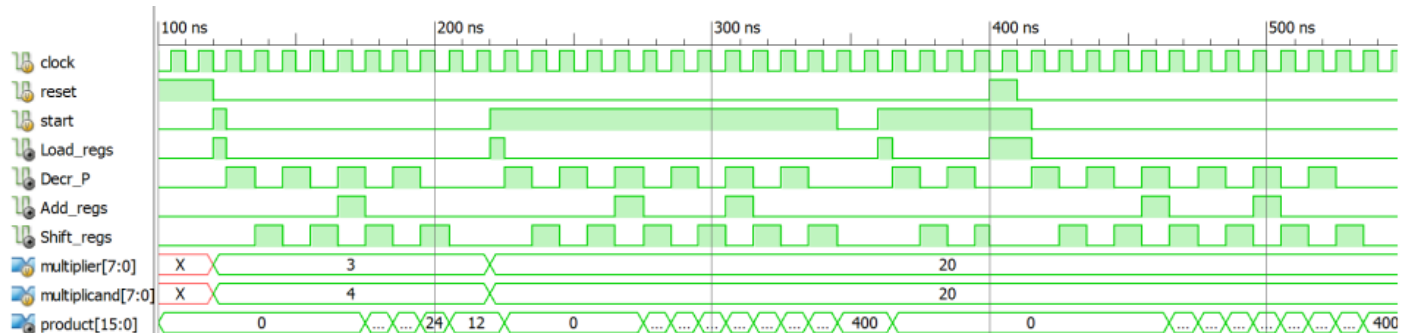 100 ns 200 ns 300 ns 400 ns 500 ns
clock
reset
start
Load_regs
Decr_P
Add_regs
Shift_regs
multiplier[7:0] X 3 20
multiplicand[7:0] X 4 20
product[15:0] 0 ... ... 24 12 0 ... ... ... ... ... ... 400 0 ... ... ... ... ... ... 400